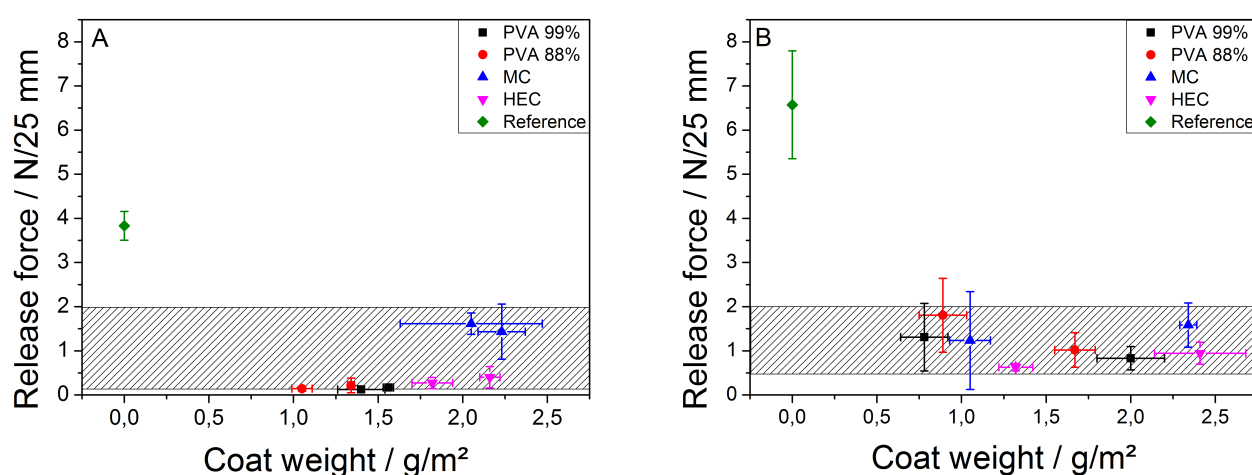 A
PVA 99%
PVA 88%
MC
HEC
Reference
8
7
6
5
4
3
2
1
0
Release force / N/25 mm
0,0 0,5 1,0 1,5 2,0 2,5
Coat weight / g/m²
B
PVA 99%
PVA 88%
MC
HEC
Reference
8
7
6
5
4
3
2
1
0
Release force / N/25 mm
0,0 0,5 1,0 1,5 2,0 2,5
Coat weight / g/m²